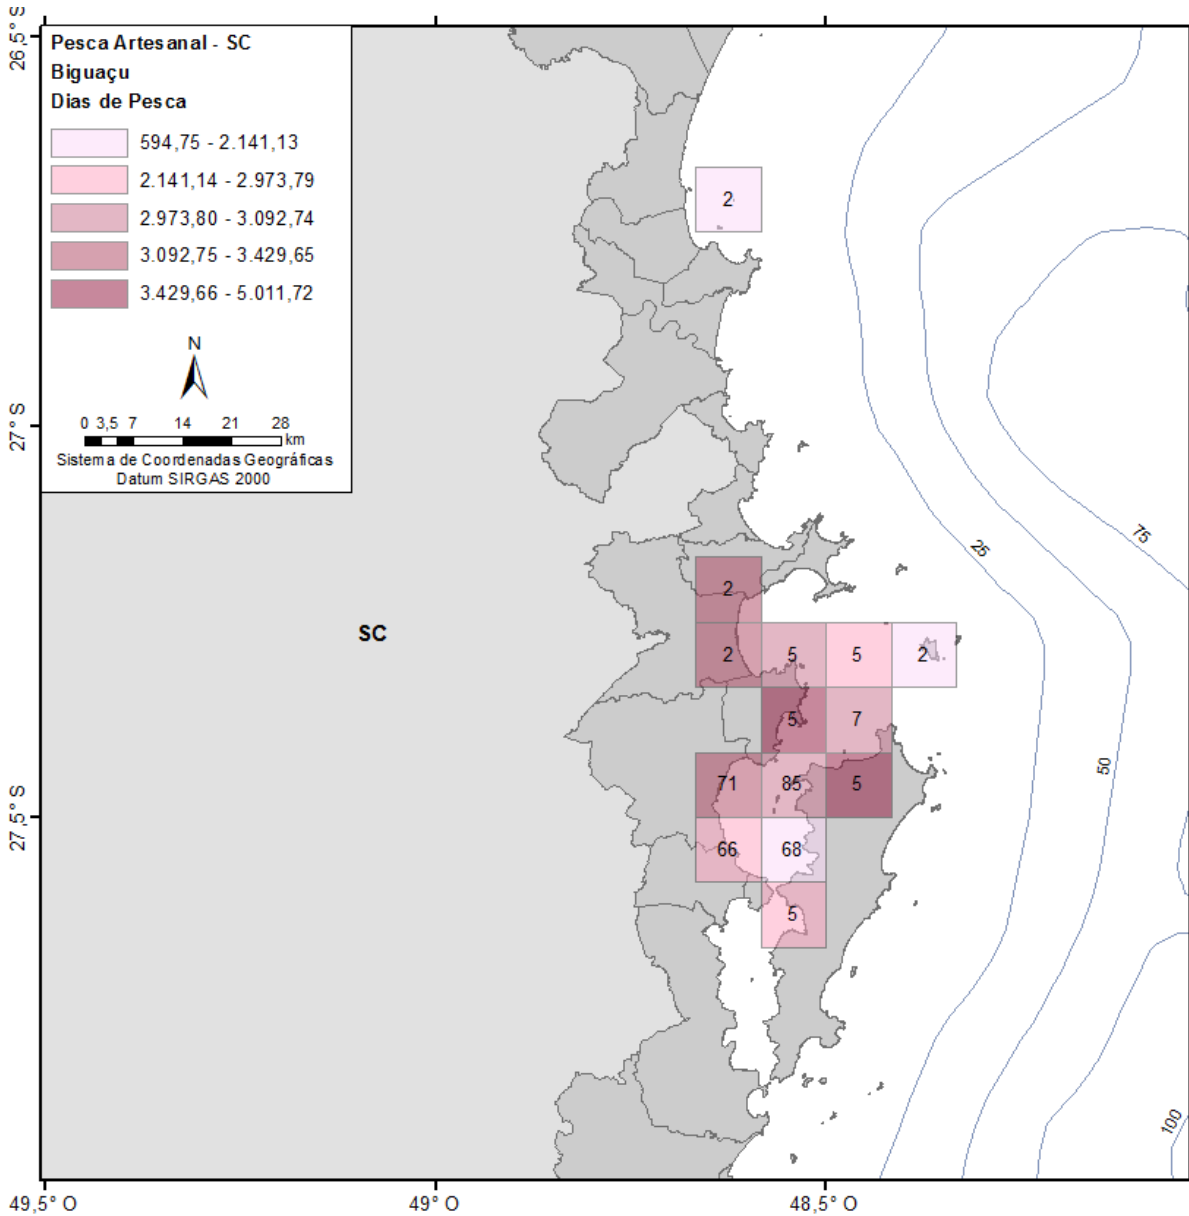 26,5° S
Pesca Artesanal - SC
Biguaçu
Dias de Pesca
594,75 - 2.141,13
2.141,14 - 2.973,79
2.973,80 - 3.092,74
3.092,75 - 3.429,65
3.429,66 - 5.011,72
N
0 3,5 7 14 21 28
km
Sistema de Coordenadas Geográficas
Datum SIRGAS 2000
2
27° S
75
25
2
SC
2 5 5 2
5 7
50
71 85 5
27,5° S
66 68
5
100
49,5° O 49° O 48,5° O